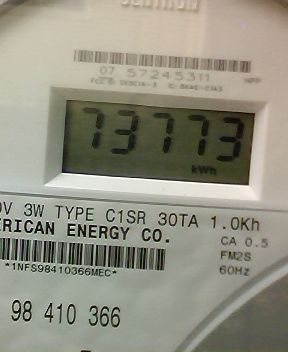 07 57245311
73773
kWh
0V 3W TYPE C1SR 30TA 1.0Kh
ERICAN ENERGY CO.
CA 0.5
FM2S
*1NFS98410366MEC*
60Hz
98 410 366